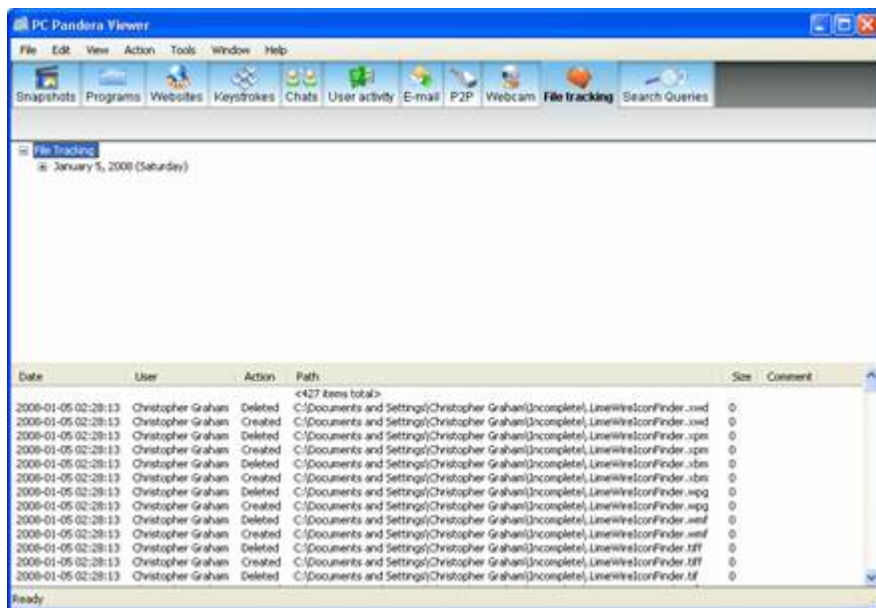 PC Pandora Viewer
File Edit View Action Tools Window Help
Snapshots Programs Websites Keystrokes Chats User activity E-mail P2P Webcam File tracking Search Queries
File Tracking
January 5, 2008 (Saturday)
Date User Action Path Size Comment
<427 items total>
2008-01-05 02:28:13 Christopher Graham Deleted C:\Documents and Settings\Christopher Graham\Incomplete\.LimeWireIconFinder.xwd 0
2008-01-05 02:28:13 Christopher Graham Created C:\Documents and Settings\Christopher Graham\Incomplete\.LimeWireIconFinder.xwd 0
2008-01-05 02:28:13 Christopher Graham Deleted C:\Documents and Settings\Christopher Graham\Incomplete\.LimeWireIconFinder.xpm 0
2008-01-05 02:28:13 Christopher Graham Created C:\Documents and Settings\Christopher Graham\Incomplete\.LimeWireIconFinder.xpm 0
2008-01-05 02:28:13 Christopher Graham Deleted C:\Documents and Settings\Christopher Graham\Incomplete\.LimeWireIconFinder.xbm 0
2008-01-05 02:28:13 Christopher Graham Created C:\Documents and Settings\Christopher Graham\Incomplete\.LimeWireIconFinder.xbm 0
2008-01-05 02:28:13 Christopher Graham Deleted C:\Documents and Settings\Christopher Graham\Incomplete\.LimeWireIconFinder.wpg 0
2008-01-05 02:28:13 Christopher Graham Created C:\Documents and Settings\Christopher Graham\Incomplete\.LimeWireIconFinder.wpg 0
2008-01-05 02:28:13 Christopher Graham Deleted C:\Documents and Settings\Christopher Graham\Incomplete\.LimeWireIconFinder.wmf 0
2008-01-05 02:28:13 Christopher Graham Created C:\Documents and Settings\Christopher Graham\Incomplete\.LimeWireIconFinder.wmf 0
2008-01-05 02:28:13 Christopher Graham Deleted C:\Documents and Settings\Christopher Graham\Incomplete\.LimeWireIconFinder.tiff 0
2008-01-05 02:28:13 Christopher Graham Created C:\Documents and Settings\Christopher Graham\Incomplete\.LimeWireIconFinder.tiff 0
2008-01-05 02:28:13 Christopher Graham Deleted C:\Documents and Settings\Christopher Graham\Incomplete\.LimeWireIconFinder.tif 0
Ready